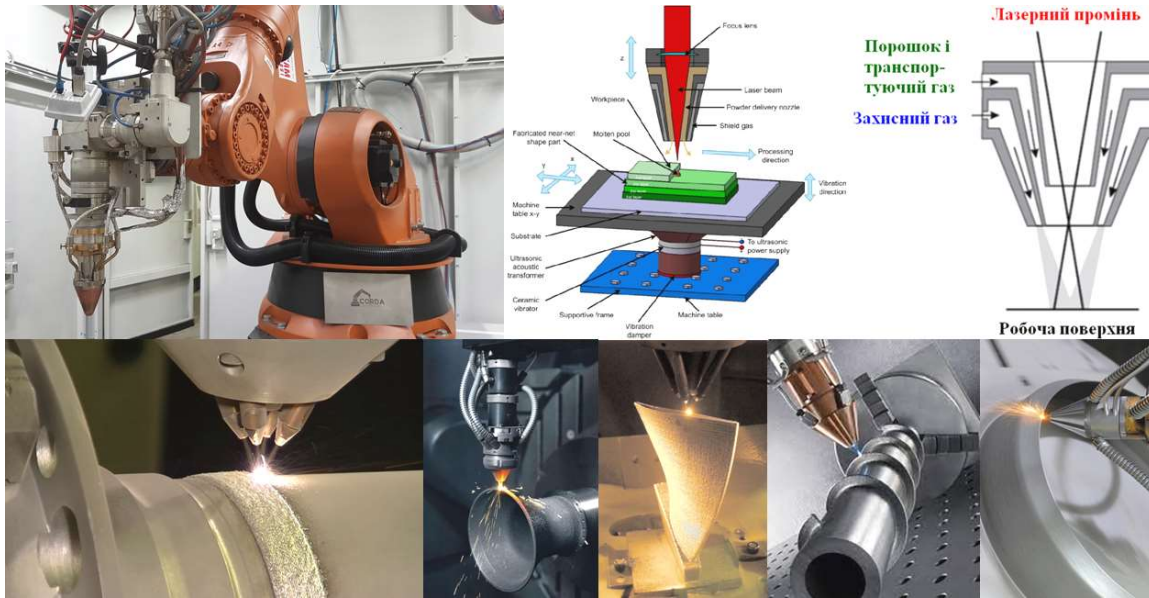 CORDA
Focus lens
z
Laser beam
Workpiece
Powder delivery nozzle
Shield gas
Fabricated near-net
shape part
Molten pool
Processing
direction
x
Y
Vibration
direction
Machine
table x-y
Substrate
To ultrasonic
power supply
Ultrasonic
acoustic
transformer
Ceramic
vibrator
Supportive frame
Vibration
damper
Machine table
Лазерний промінь
Порошок і
транспор-
туючий газ
Захисний газ
Робоча поверхня